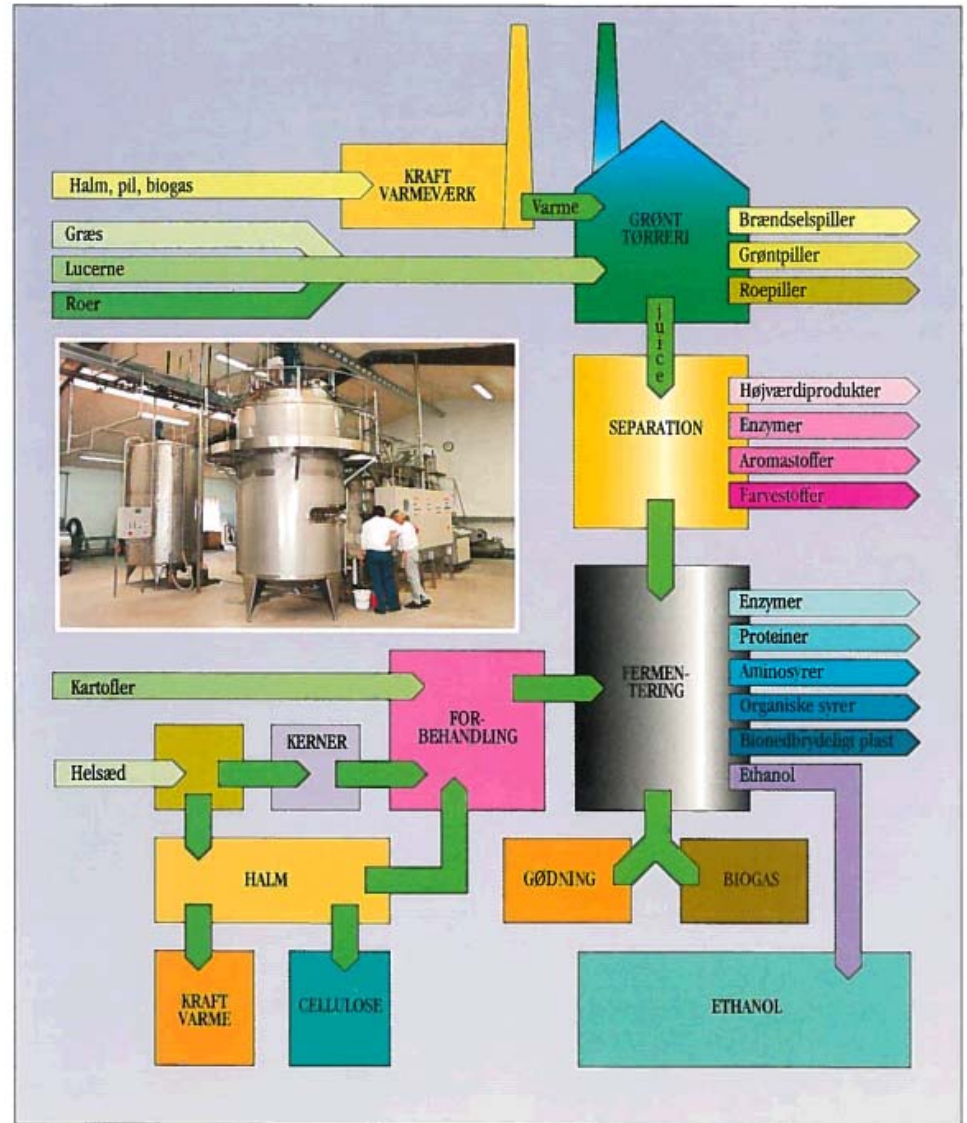 KRAFT
VARMEVÆRK
Halm, pil, biogas
Varme
GRØNT
TØRRERI
Græs
Lucerne
Roer
Brændselspiller
Grøntpiller
Roepiller
juice
SEPARATION
Højværdiprodukter
Enzymer
Aromastoffer
Farvestoffer
FERMEN-
TERING
Enzymer
Proteiner
Aminosyrer
Organiske syrer
Bionedbrydeligt plast
Ethanol
Kartofler
FOR-
BEHANDLING
KERNER
Helsæd
HALM
GØDNING
BIOGAS
KRAFT
VARME
CELLULOSE
ETHANOL